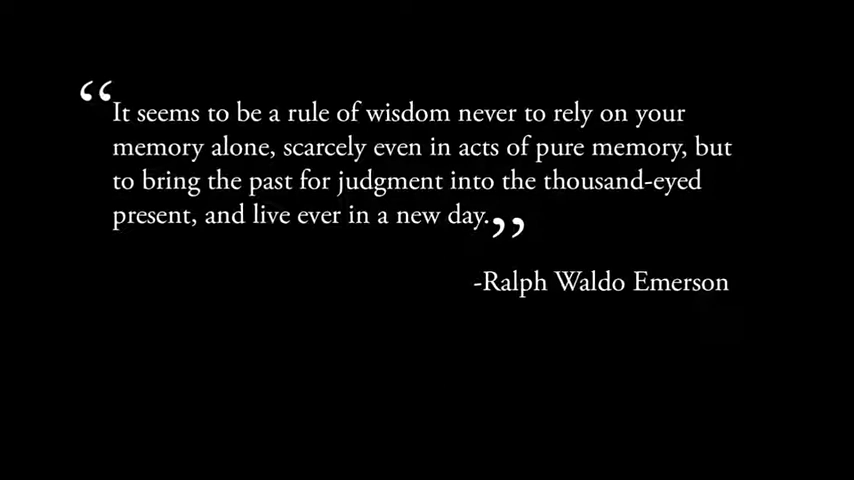 “It seems to be a rule of wisdom never to rely on your
memory alone, scarcely even in acts of pure memory, but
to bring the past for judgment into the thousand-eyed
present, and live ever in a new day.”
-Ralph Waldo Emerson